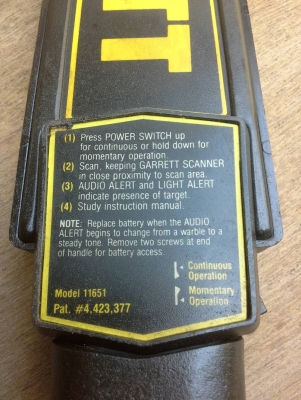 TT
(1) Press POWER SWITCH up
for continuous or hold down for
momentary operation.
(2) Scan, keeping GARRETT SCANNER
in close proximity to scan area.
(3) AUDIO ALERT and LIGHT ALERT
indicate presence of target.
(4) Study instruction manual.
NOTE: Replace battery when the AUDIO
ALERT begins to change from a warble to a
steady tone. Remove two screws at end
of handle for battery access.
Continuous
Operation
Momentary
Operation
Model 11651
Pat. #4,423,377